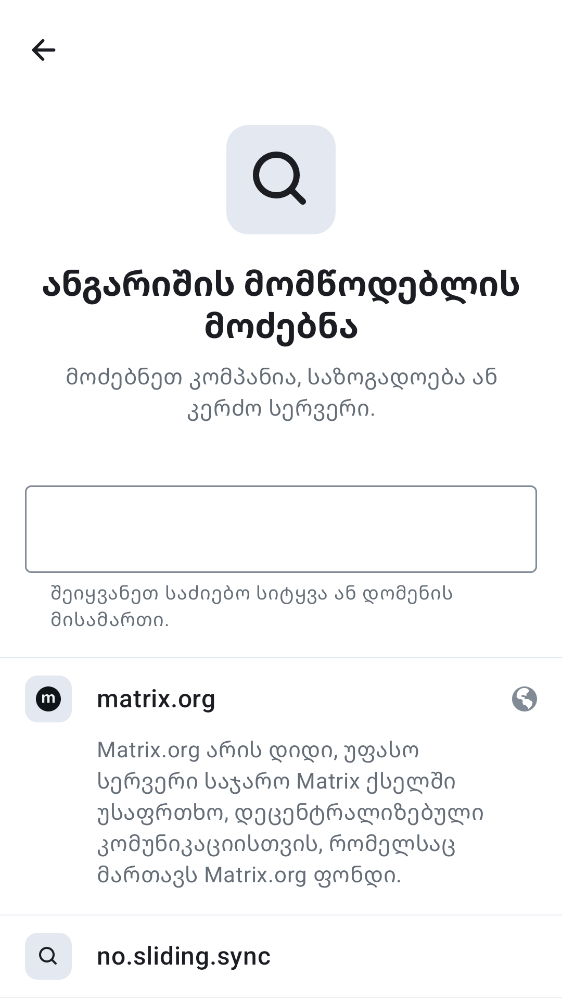 ანგარიშის მომწოდებლის
მოძებნა
მოძებნეთ კომპანია, საზოგადოება ან
კერძო სერვერი.
შეიყვანეთ საძიებო სიტყვა ან დომენის
მისამართი.
m matrix.org
Matrix.org არის დიდი, უფასო
სერვერი საჯარო Matrix ქსელში
უსაფრთხო, დეცენტრალიზებული
კომუნიკაციისთვის, რომელსაც
მართავს Matrix.org ფონდი.
no.sliding.sync